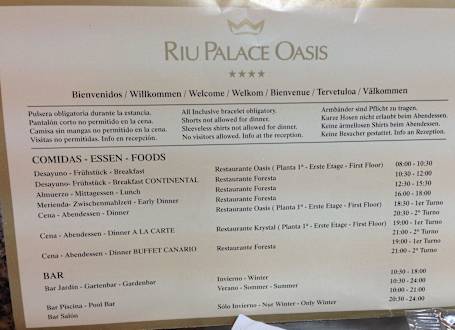 RIU PALACE OASIS
★★★★
Bienvenidos / Willkommen / Welcome / Welkom / Bienvenue / Tervetuloa / Välkommen
Pulsera obligatoria durante la estancia.
Pantalón corto no permitido en la cena.
Camisa sin mangas no permitido en la cena.
Visitas no permitidas. Info en recepción.
All Inclusive bracelet obligatory.
Shorts not allowed for dinner.
Sleeveless shirts not allowed for dinner.
No visitors allowed. Info at the reception.
Armbänder sind Pflicht zu tragen.
Kurze Hosen nicht erlaubt beim Abendessen.
Keine ärmellosen Shirts beim Abendessen.
Keine Besucher gestattet. Info an Reception.
COMIDAS - ESSEN - FOODS
Desayuno - Frühstück - Breakfast Restaurante Oasis ( Planta 1ª - Erste Etage - First Floor) 08:00 - 10:30
Desayuno- Frühstück - Breakfast CONTINENTAL Restaurante Foresta 10:30 - 12:00
Almuerzo - Mittagessen - Lunch Restaurante Foresta 12:30 - 15:30
Merienda- Zwischenmahlzeit - Early Dinner Restaurante Foresta 16:00 - 18:00
Cena - Abendessen - Dinner Restaurante Oasis ( Planta 1ª - Erste Etage - First Floor) 18:30 - 1er Turno
20:30 - 2º Turno
Cena - Abendessen - Dinner A LA CARTE Restaurante Krystal ( Planta 1ª - Erste Etage - First Floor) 19:00 - 1er Turno
21:00 - 2º Turno
Cena - Abendessen - Dinner BUFFET CANARIO Restaurante Foresta 19:00 - 1er Turno
21:00 - 2º Turno
BAR
Bar Jardín - Gartenbar - Gardenbar Invierno - Winter 10:30 - 18:00
Verano - Sommer - Summer 10:30 - 24:00
10:00 - 21:00
Bar Piscina - Pool Bar Sólo Invierno - Nur Winter - Only Winter 20:30 - 24:00
Bar Salón